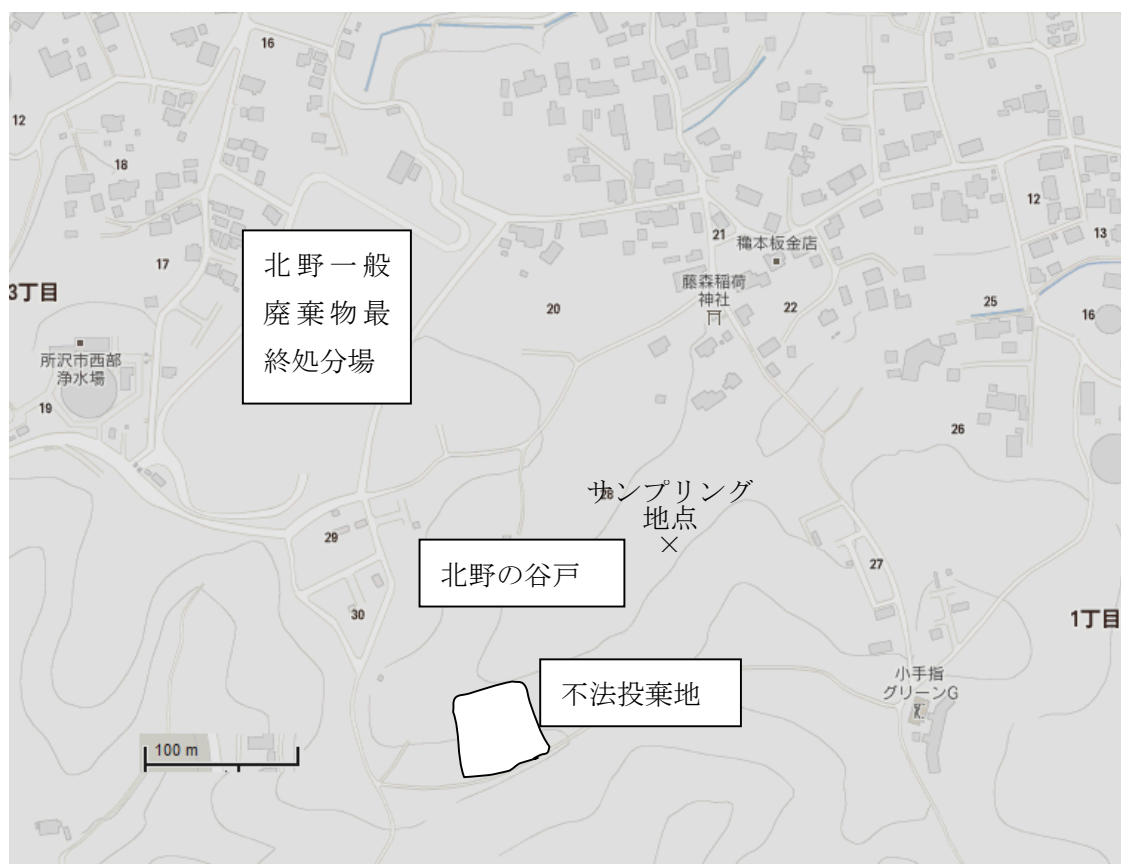 16
12
18
17
北野一般
廃棄物最
終処分場
3丁目
所沢市西部
浄水場
19
20
21
穐本板金店
藤森稲荷
神社
22
12
13
25
16
26
28
サンプリング
地点
×
29
北野の谷戸
27
30
1丁目
不法投棄地
小手指
グリーンG
100 m